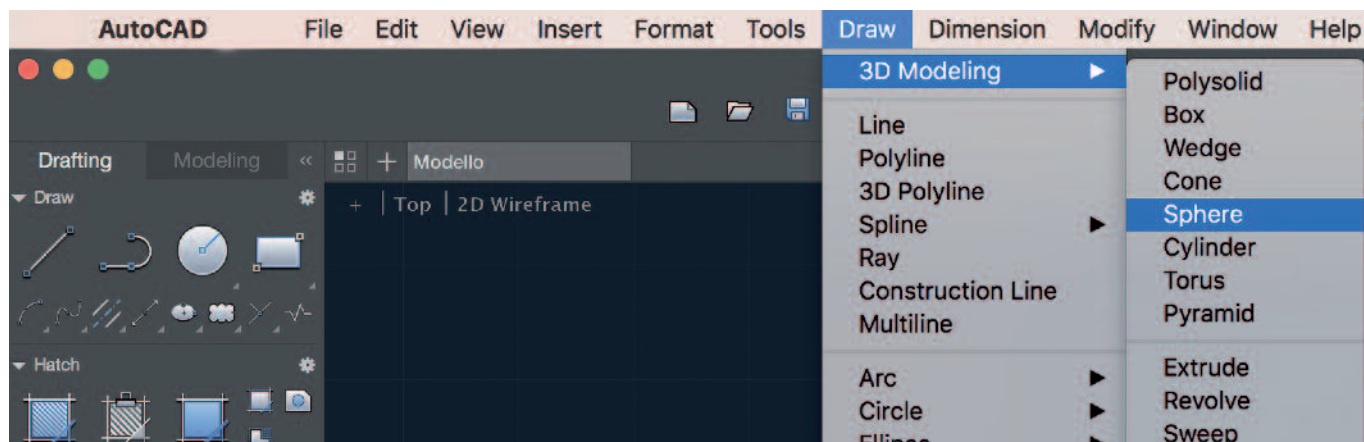 AutoCAD File Edit View Insert Format Tools Draw Dimension Modify Window Help
Drafting Modeling « + Modello
Draw
+ | Top | 2D Wireframe
Hatch
3D Modeling
Line
Polyline
3D Polyline
Spline
Ray
Construction Line
Multiline
Arc
Circle
Ellipse
Polysolid
Box
Wedge
Cone
Sphere
Cylinder
Torus
Pyramid
Extrude
Revolve
Sweep